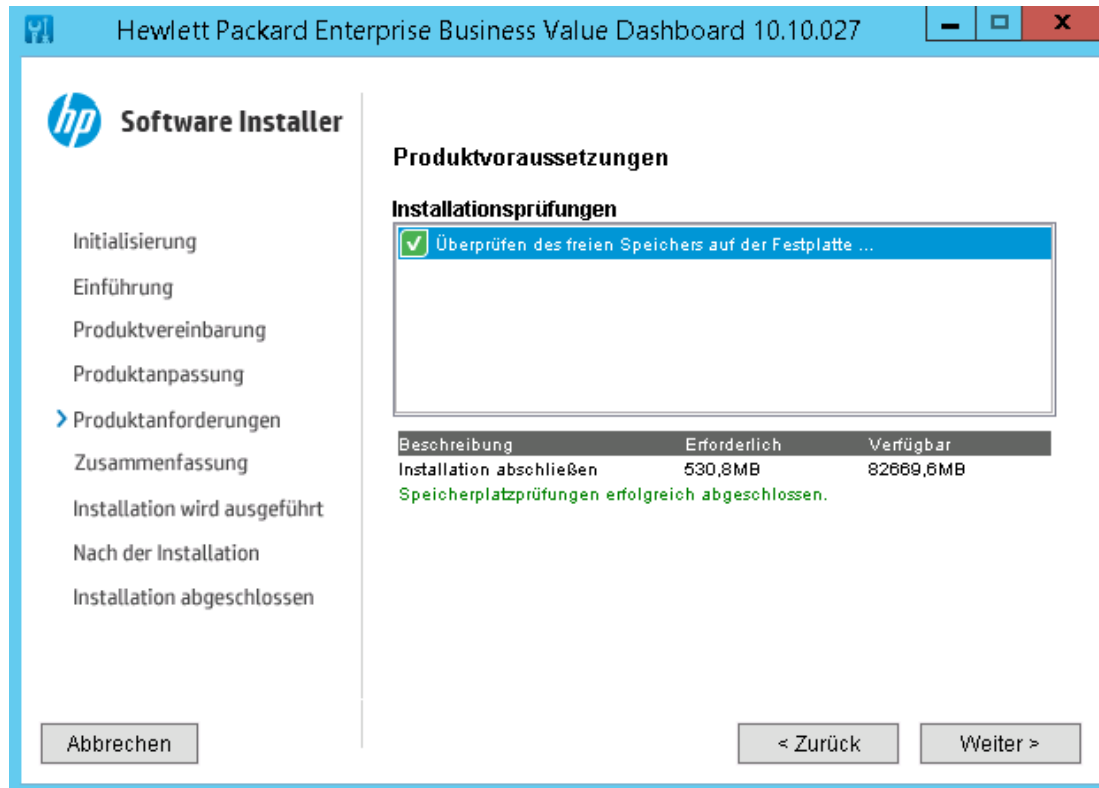 Hewlett Packard Enterprise Business Value Dashboard 10.10.027
hp Software Installer
Initialisierung
Einführung
Produktvereinbarung
Produktanpassung
Produktanforderungen
Zusammenfassung
Installation wird ausgeführt
Nach der Installation
Installation abgeschlossen
Produktvoraussetzungen
Installationsprüfungen
Überprüfen des freien Speichers auf der Festplatte ...
Beschreibung Erforderlich Verfügbar
Installation abschließen 530,8MB 82669,6MB
Speicherplatzprüfungen erfolgreich abgeschlossen.
Abbrechen < Zurück Weiter >